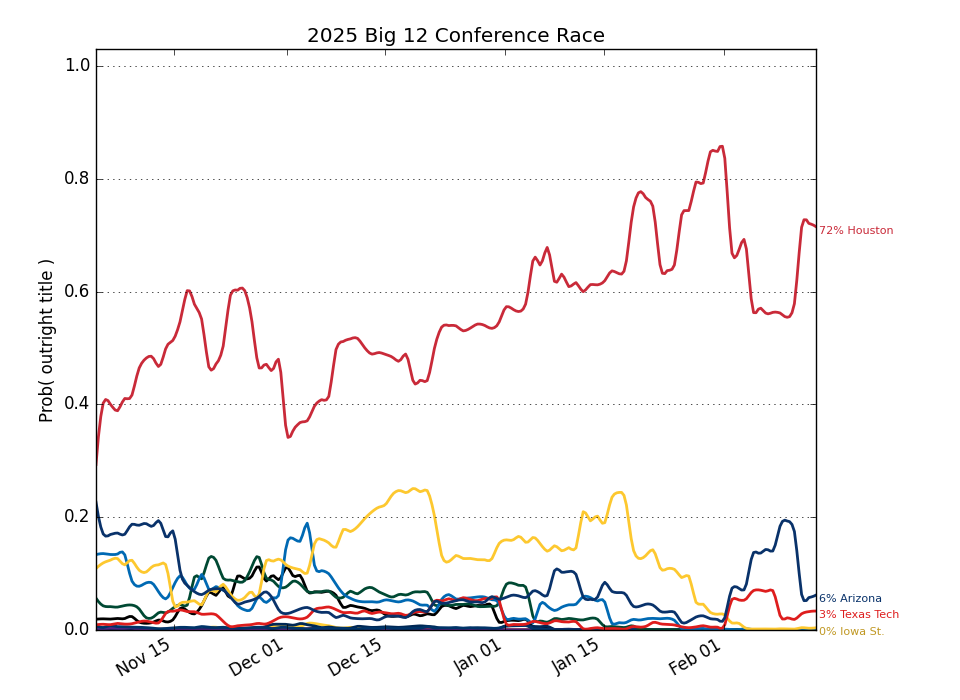 2025 Big 12 Conference Race
Prob( outright title )
1.0
0.8
0.6
0.4
0.2
0.0
72% Houston
6% Arizona
3% Texas Tech
0% Iowa St.
Nov 15
Dec 01
Dec 15
Jan 01
Jan 15
Feb 01